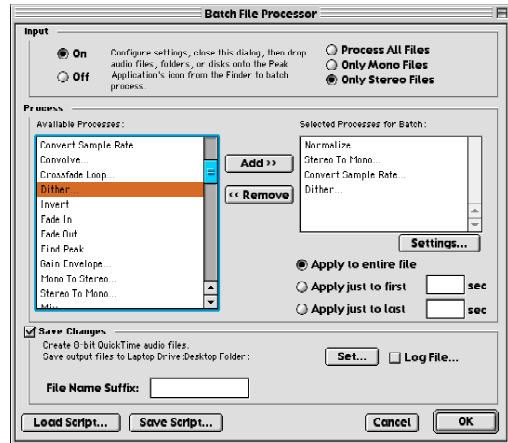 Batch File Processor
Input
On
Off
Configure settings, close this dialog, then drop
audio files, folders, or disks onto the Peak
Application's icon from the Finder to batch
process.
Process All Files
Only Mono Files
Only Stereo Files
Process
Available Processes:
Convert Sample Rate
Convolve...
Crossfade Loop...
Dither...
Invert
Fade In
Fade Out
Find Peak
Gain Envelope...
Mono To Stereo...
Stereo To Mono...
Mix...
Add >>
<< Remove
Selected Processes for Batch:
Normalize
Stereo To Mono...
Convert Sample Rate...
Dither...
Settings...
Apply to entire file
Apply just to first
sec
Apply just to last
sec
Save Changes
Create 8-bit QuickTime audio files.
Save output files to Laptop Drive:Desktop Folder:
Set...
Log File...
File Name Suffix:
Load Script...
Save Script...
Cancel
OK